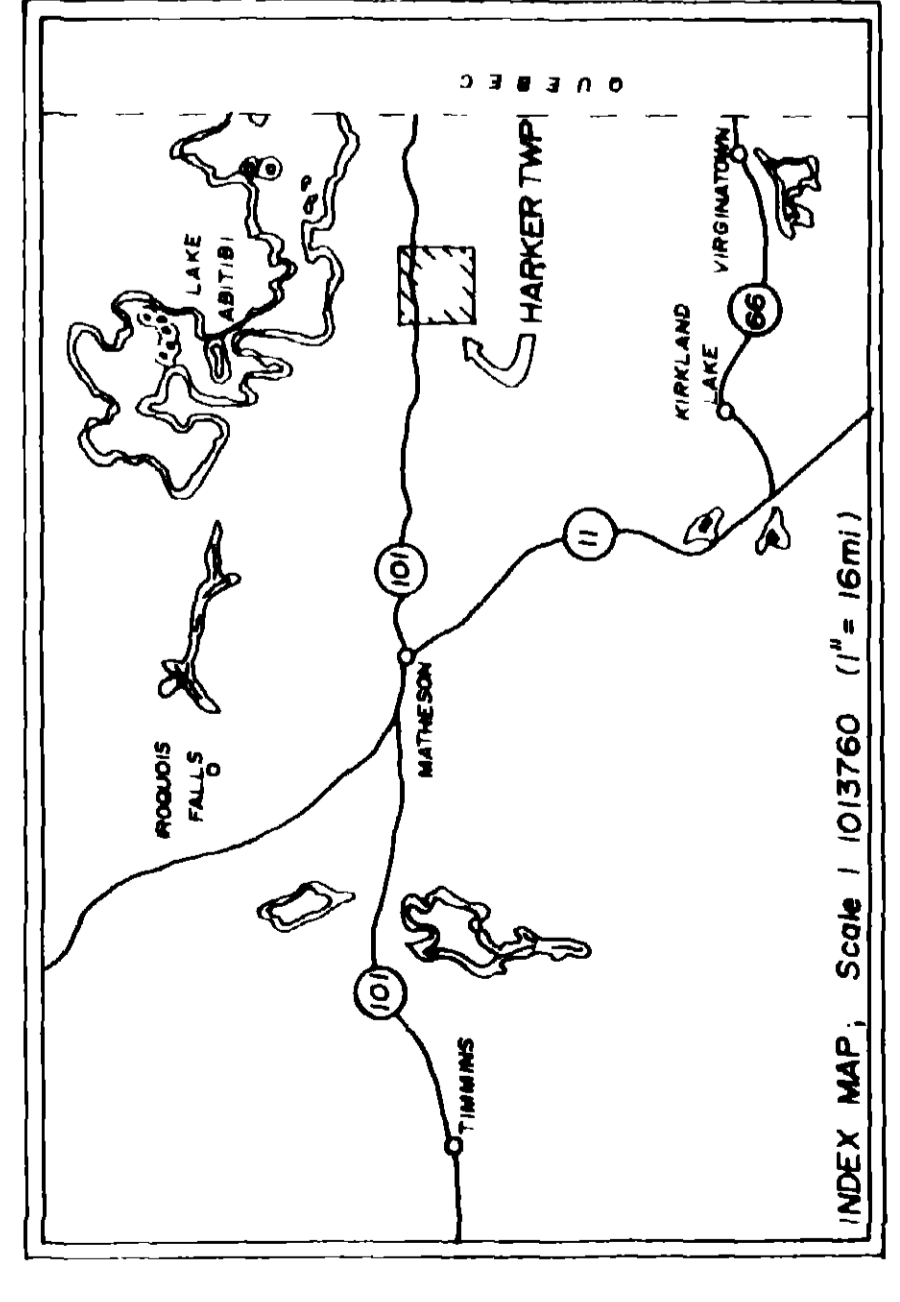 QUEBEC
LAKE
ABITIBI
IROQUOIS
FALLS
101
101
MATHESON
TIMMINS
HARKER TWP
11
KIRKLAND
LAKE
66
VIRGINATOWN
INDEX MAP; Scale 1 1013760 (1" = 16mi)